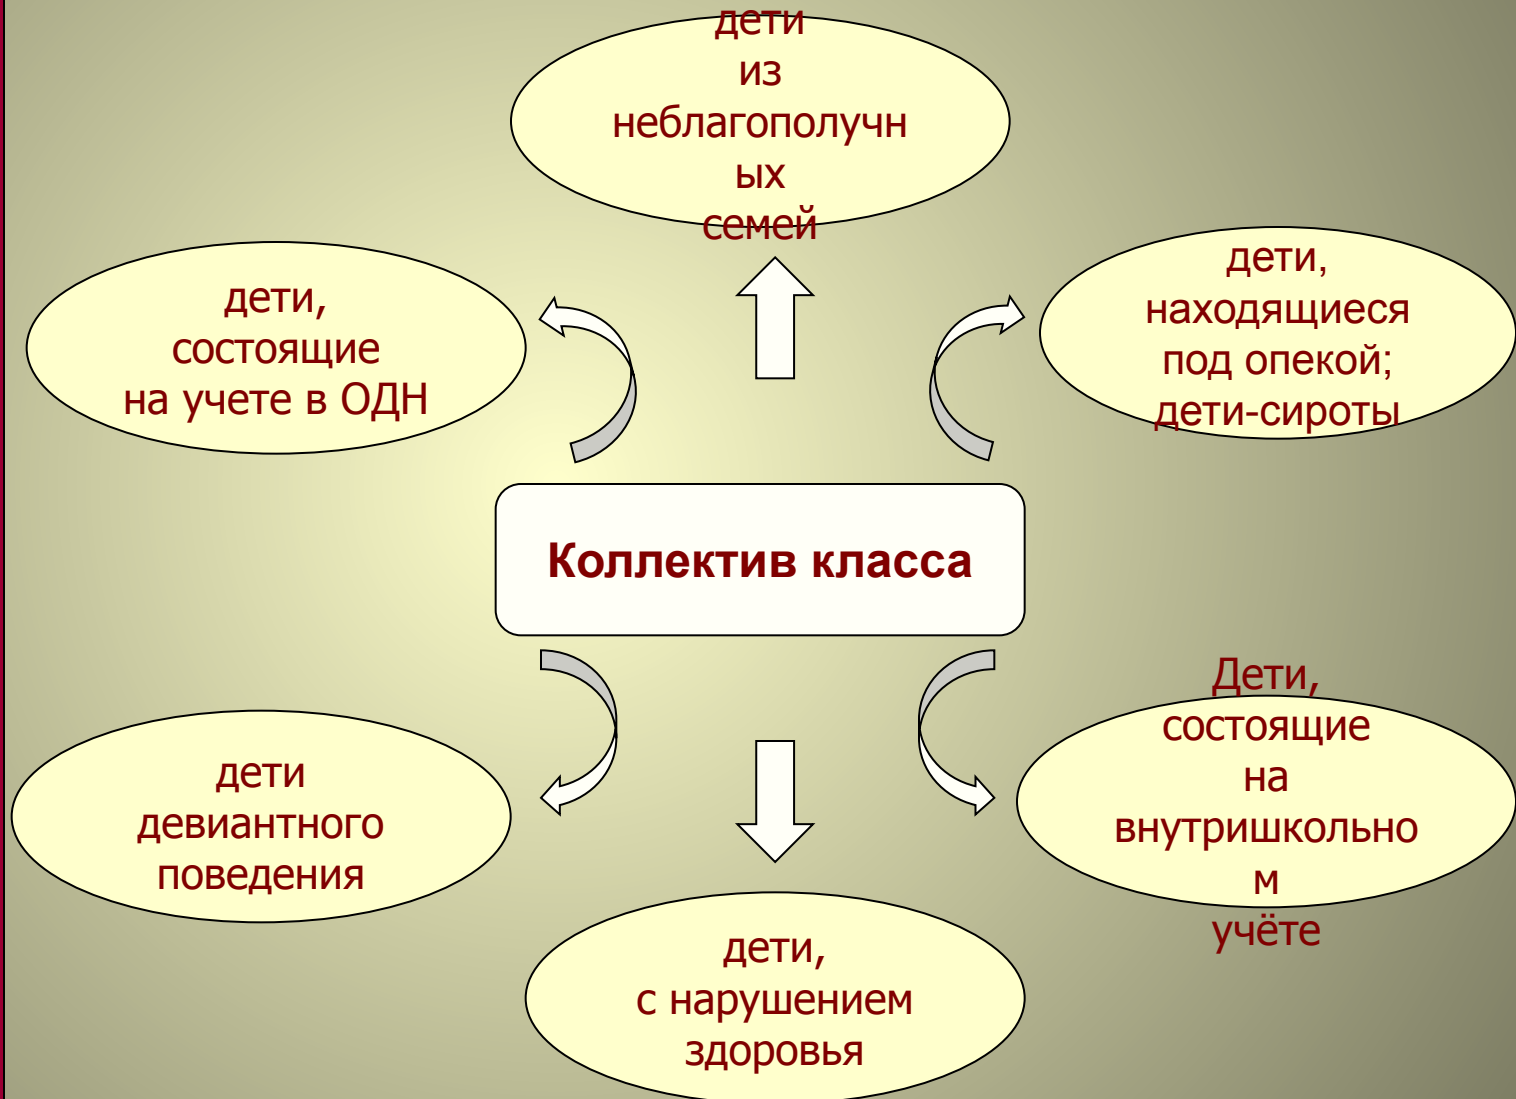 дети
из
неблагополучн
ых
семей
дети,
состоящие
на учете в ОДН
дети,
находящиеся
под опекой;
дети-сироты
Коллектив класса
дети
девиантного
поведения
Дети,
состоящие
на
внутришкольно
м
учёте
дети,
с нарушением
здоровья